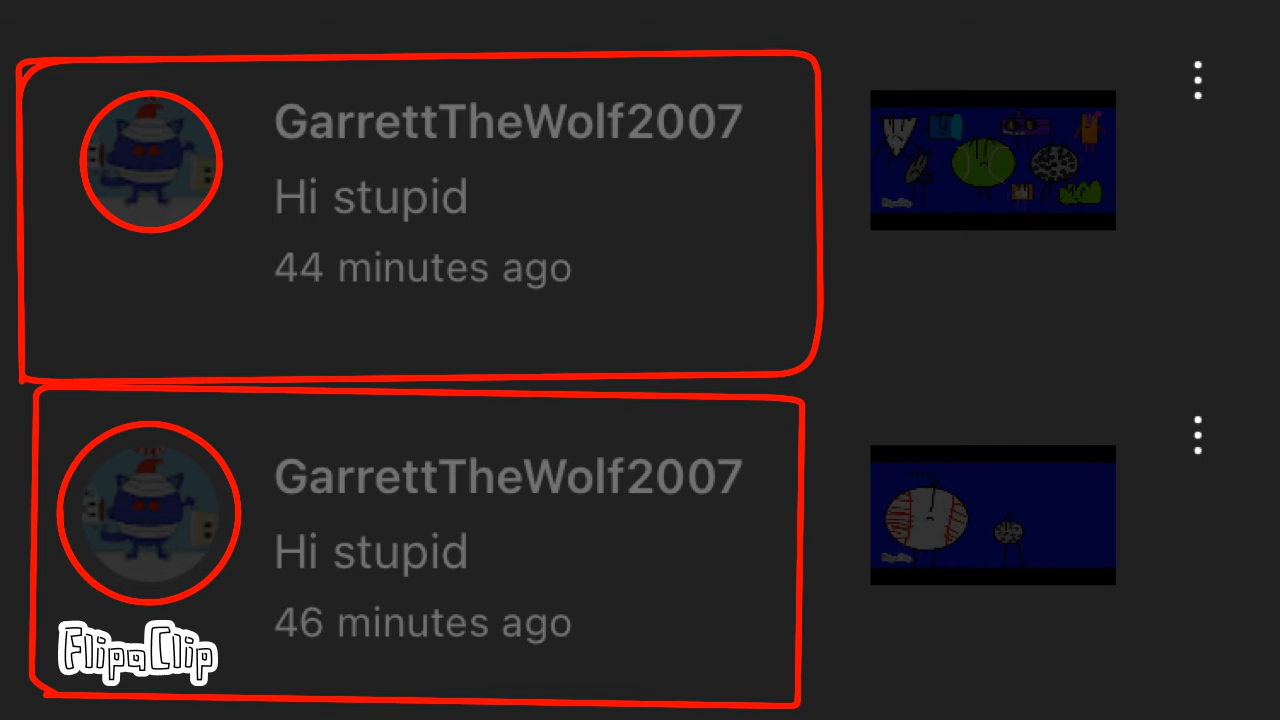 GarrettTheWolf2007
Hi stupid
44 minutes ago
GarrettTheWolf2007
Hi stupid
46 minutes ago
FlipaClip